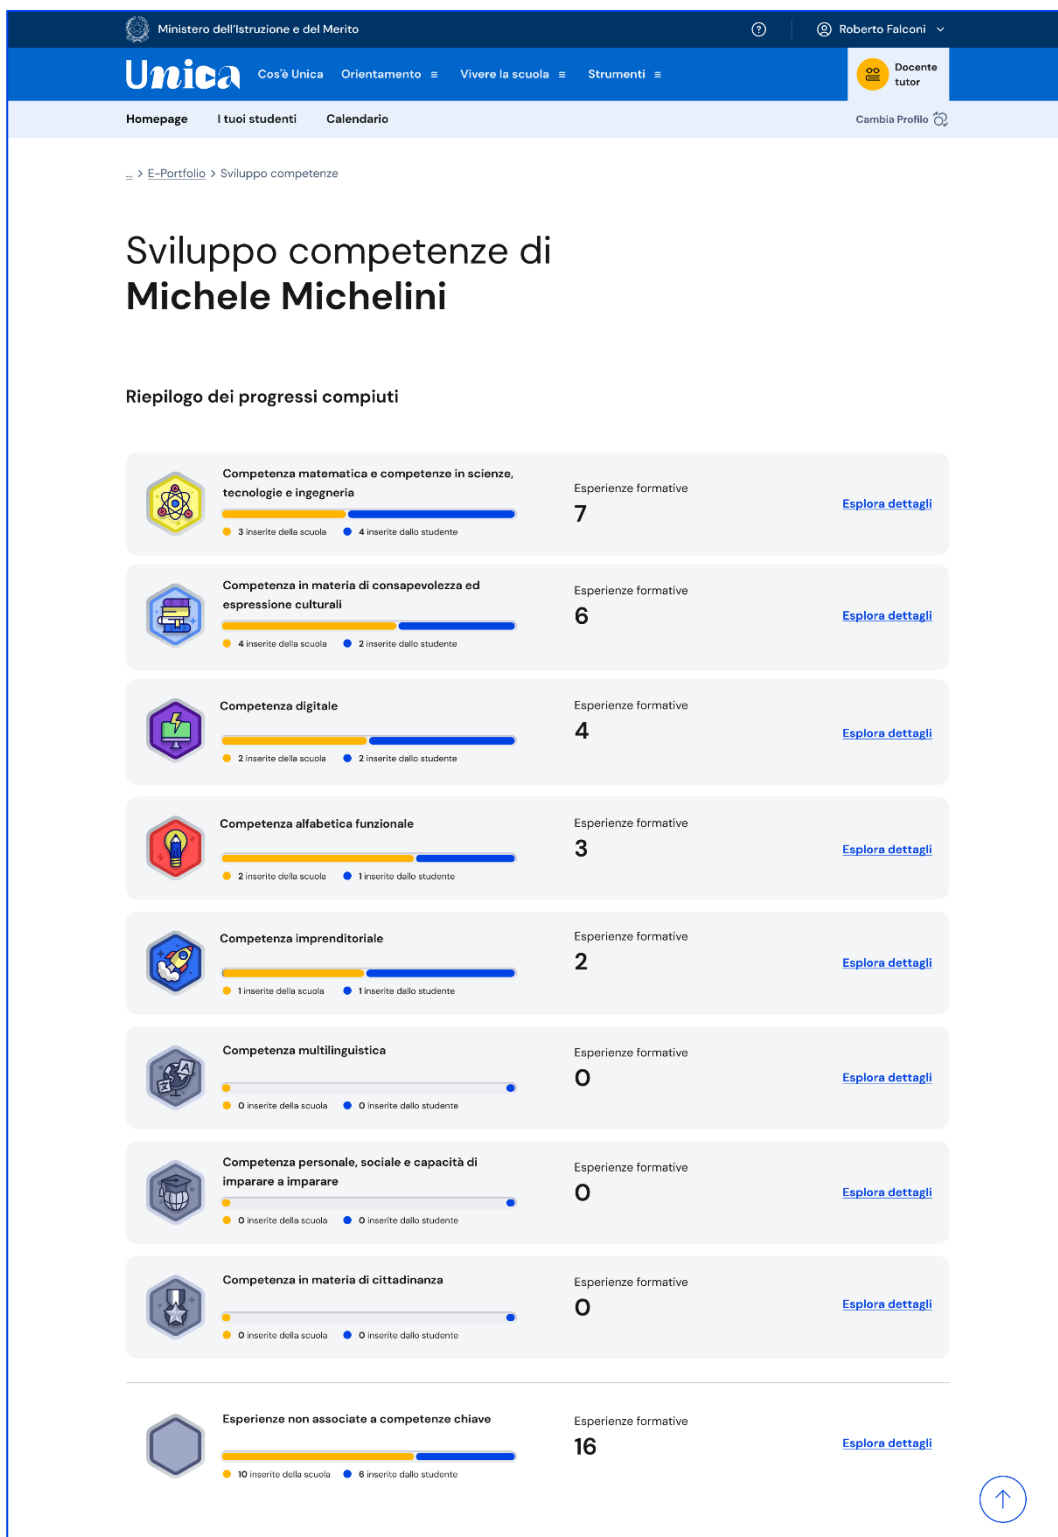 Ministero dell'Istruzione e del Merito
Roberto Falconi
Unica
Cos'è Unica Orientamento Vivere la scuola Strumenti
Docente
tutor
Homepage I tuoi studenti Calendario
Cambia Profilo
... > E-Portfolio > Sviluppo competenze
Sviluppo competenze di
Michele Michelini
Riepilogo dei progressi compiuti
Competenza matematica e competenze in scienze,
tecnologie e ingegneria
3 inserite della scuola 4 inserite dallo studente
Esperienze formative
7
Esplora dettagli
Competenza in materia di consapevolezza ed
espressione culturali
4 inserite della scuola 2 inserite dallo studente
Esperienze formative
6
Esplora dettagli
Competenza digitale
2 inserite della scuola 2 inserite dallo studente
Esperienze formative
4
Esplora dettagli
Competenza alfabetica funzionale
2 inserite della scuola 1 inserite dallo studente
Esperienze formative
3
Esplora dettagli
Competenza imprenditoriale
1 inserite della scuola 1 inserite dallo studente
Esperienze formative
2
Esplora dettagli
Competenza multilinguistica
0 inserite della scuola 0 inserite dallo studente
Esperienze formative
0
Esplora dettagli
Competenza personale, sociale e capacità di
imparare a imparare
0 inserite della scuola 0 inserite dallo studente
Esperienze formative
0
Esplora dettagli
Competenza in materia di cittadinanza
0 inserite della scuola 0 inserite dallo studente
Esperienze formative
0
Esplora dettagli
Esperienze non associate a competenze chiave
10 inserite della scuola 6 inserite dallo studente
Esperienze formative
16
Esplora dettagli